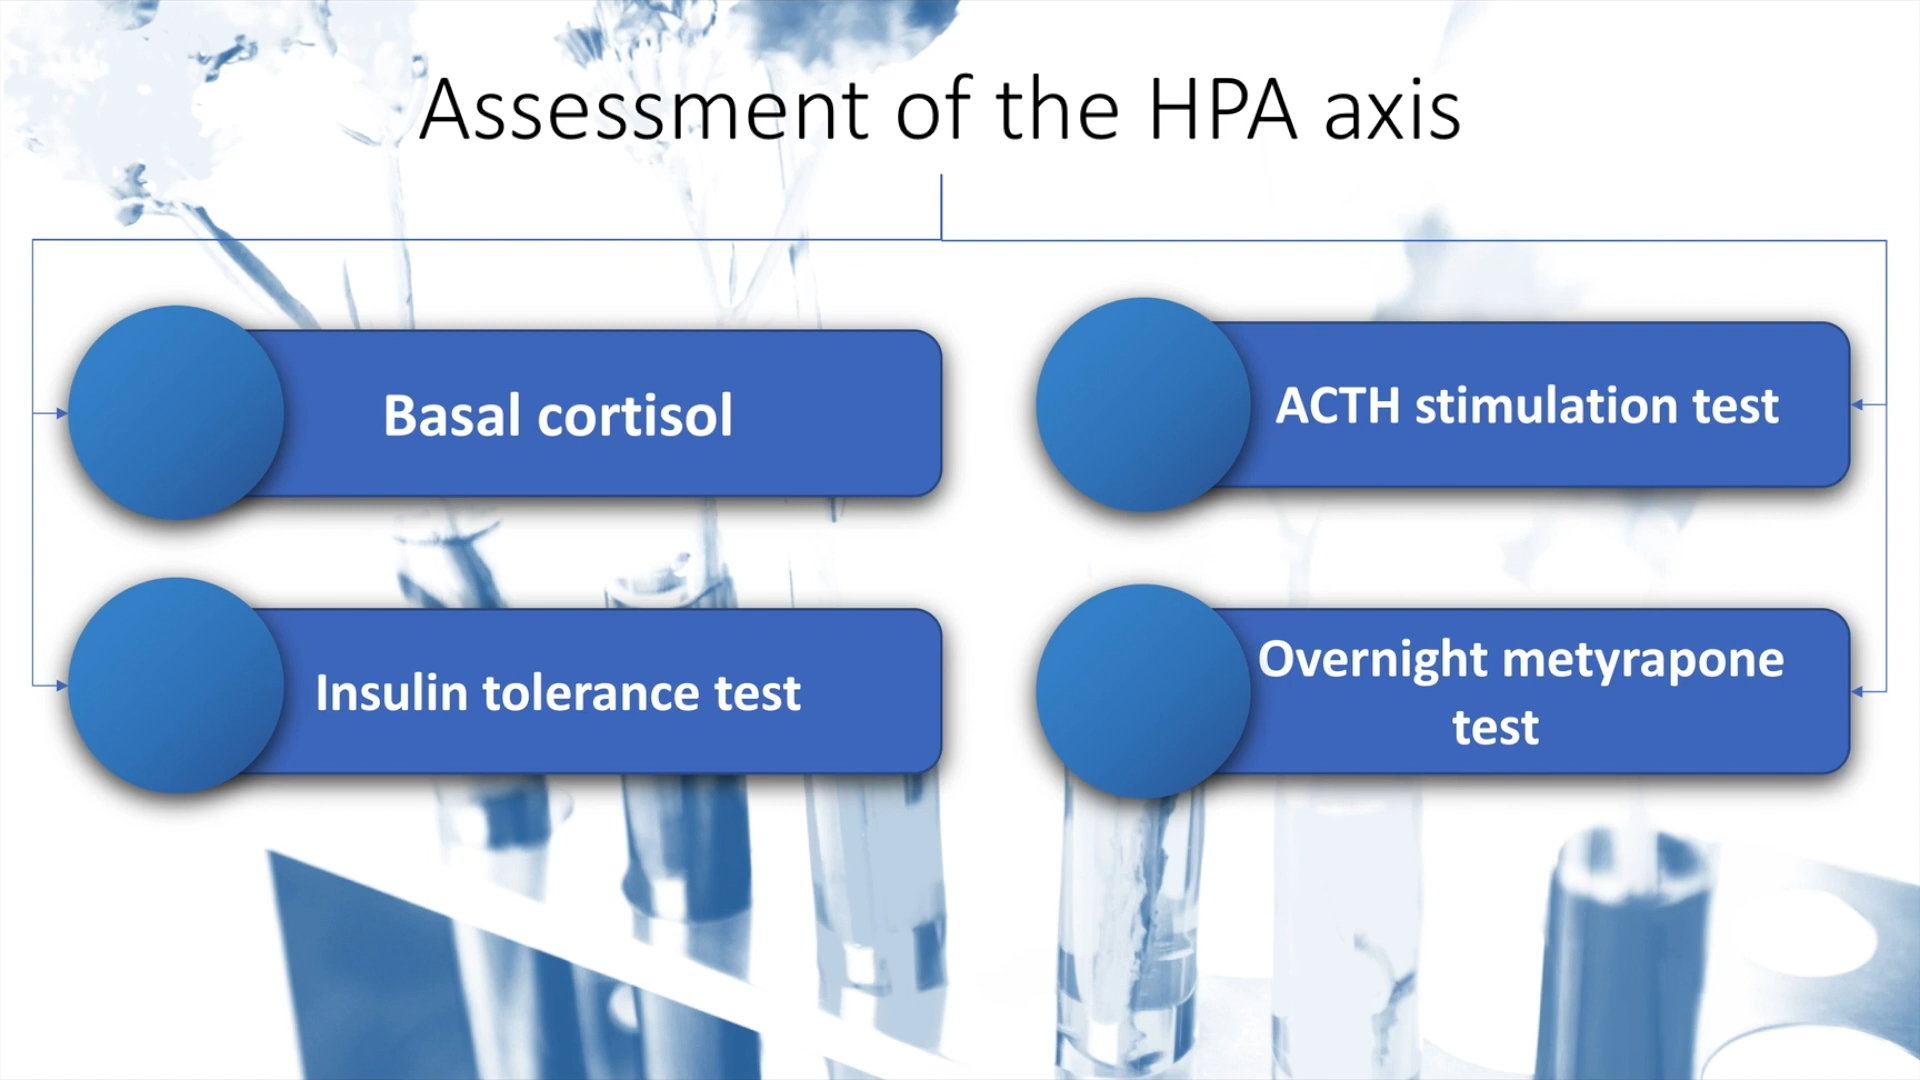 Assessment of the HPA axis
Basal cortisol
ACTH stimulation test
Insulin tolerance test
Overnight metyrapone
test